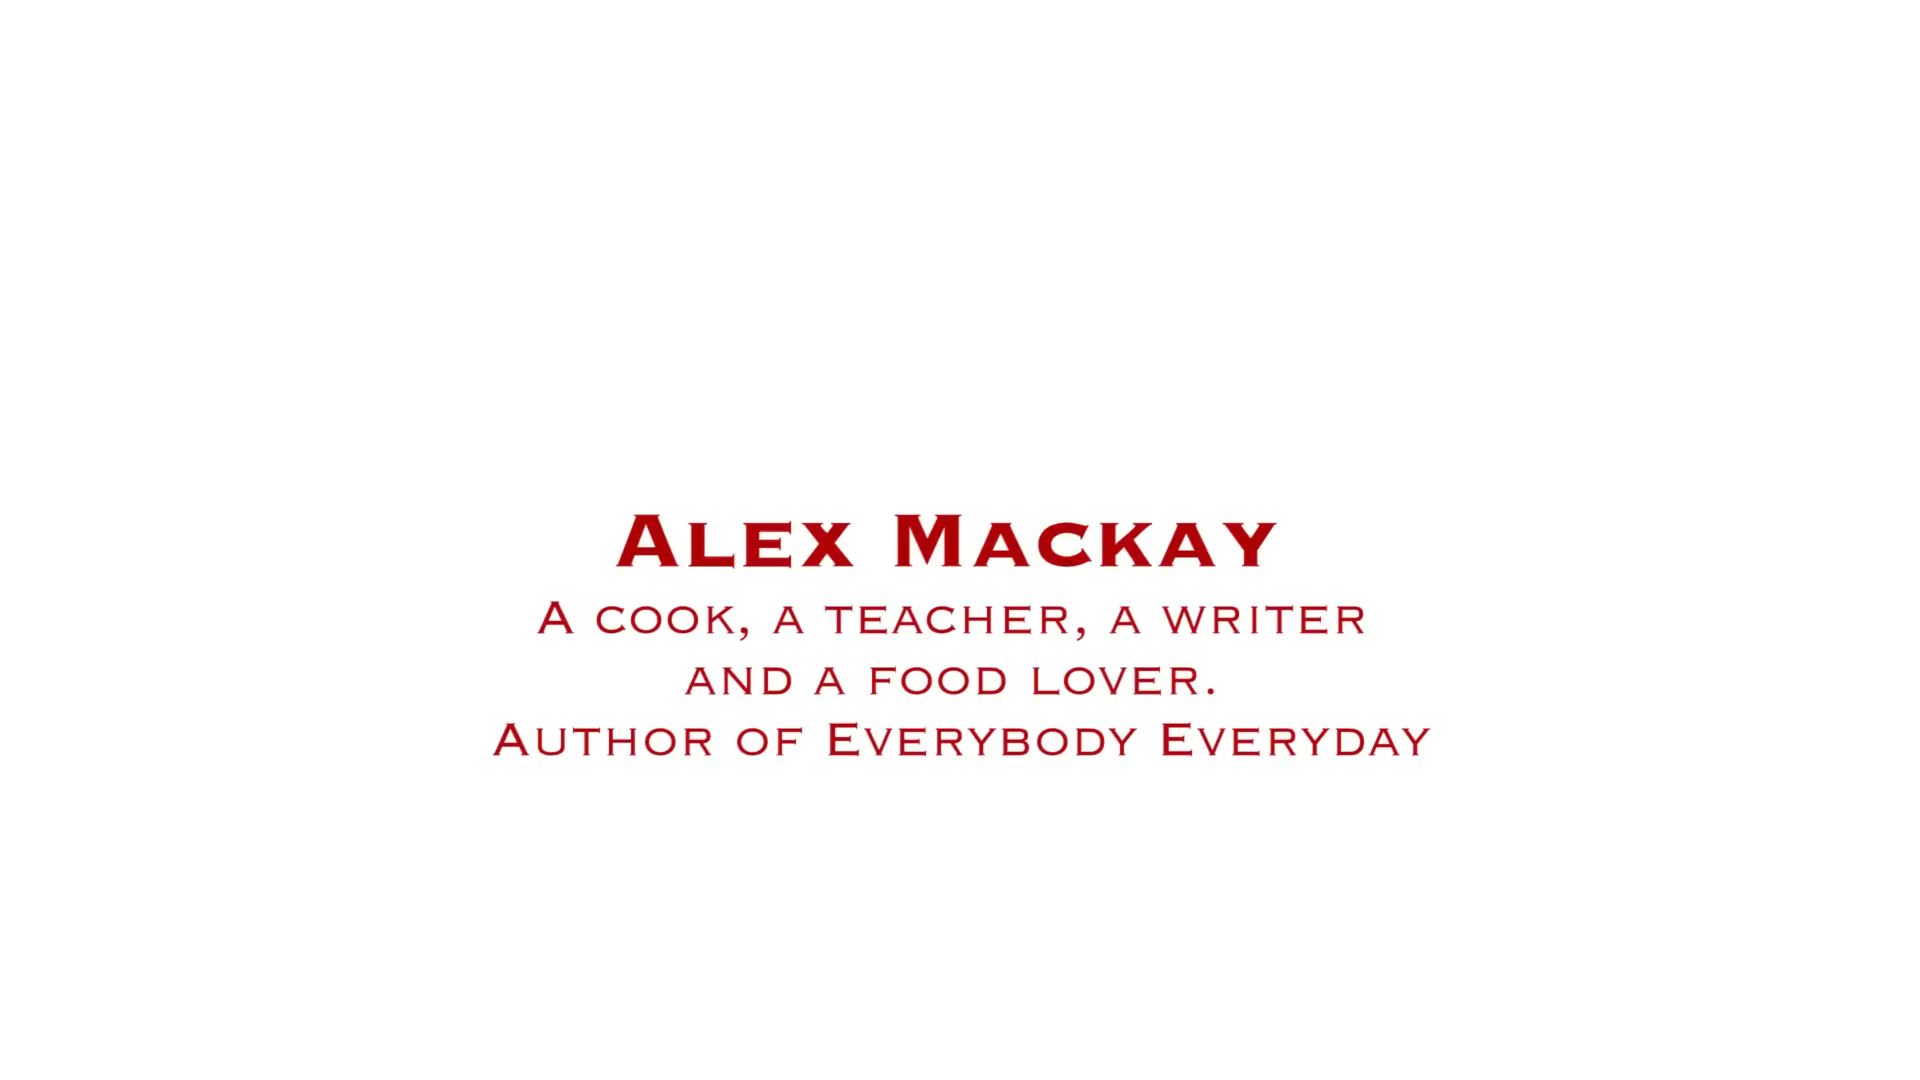 Alex Mackay
A cook, a teacher, a writer
and a food lover.
Author of Everybody Everyday